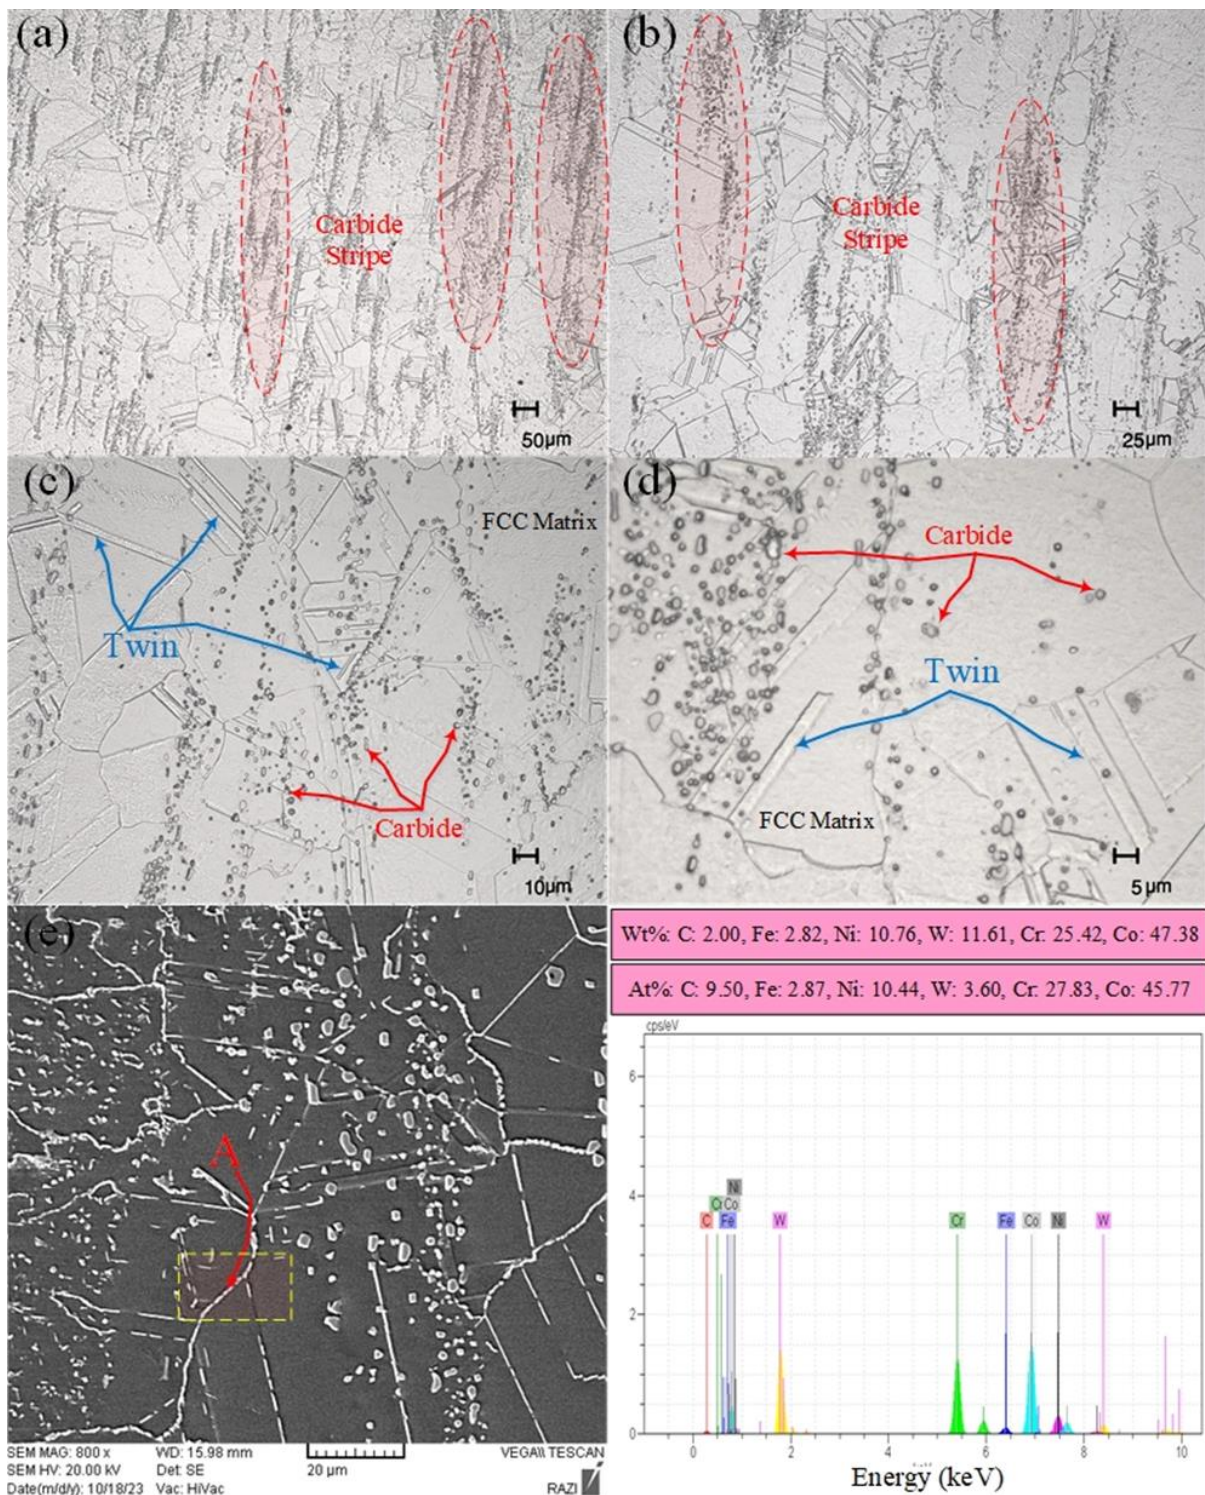 (a)
Carbide
Stripe
50µm
(b)
Carbide
Stripe
25µm
(c)
FCC Matrix
Twin
Carbide
10µm
(d)
Carbide
Twin
FCC Matrix
5µm
(e)
A
SEM MAG: 800 x WD: 15.98 mm VEGA\\ TESCAN
SEM HV: 20.00 kV Det: SE 20 µm
Date(m/d/y): 10/18/23 Vac: HiVac RAZI
Wt%: C: 2.00, Fe: 2.82, Ni: 10.76, W: 11.61, Cr: 25.42, Co: 47.38
At%: C: 9.50, Fe: 2.87, Ni: 10.44, W: 3.60, Cr: 27.83, Co: 45.77
cps/eV
6
4
2
0
Ni
Cr Co
C Fe W Cr Fe Co Ni W
0 2 4 6 8 10
Energy (keV)